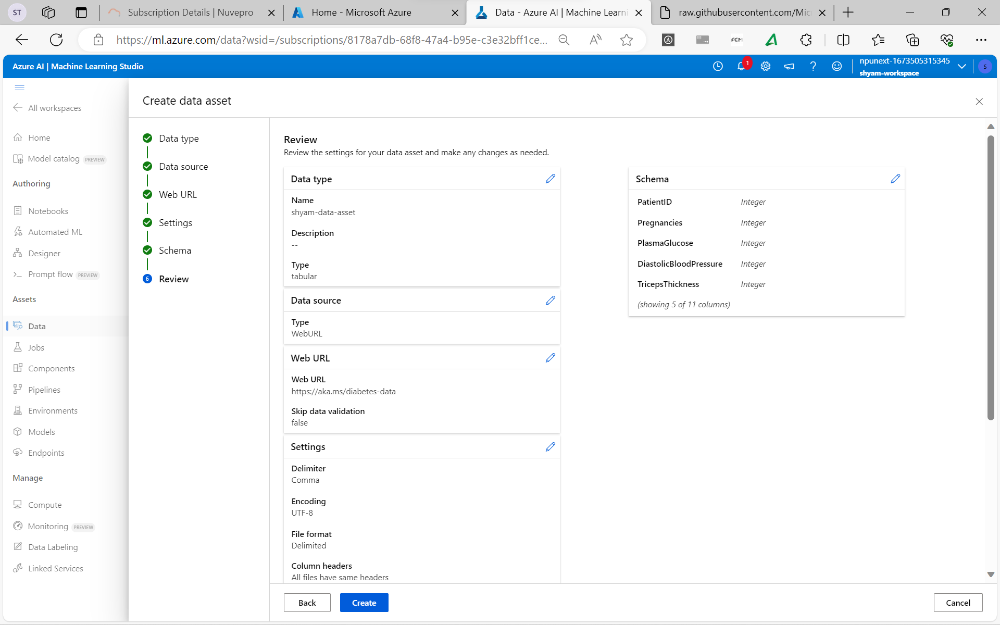 ST
Subscription Details | Nuvepro
Home - Microsoft Azure
Data - Azure AI | Machine Learni
raw.githubusercontent.com/Mic
https://ml.azure.com/data?wsid=/subscriptions/8178a7db-68f8-47a4-b95e-c3e32bff1ce...
FCM
Azure AI | Machine Learning Studio
1
npunext-1673505315345
shyam-workspace
S
All workspaces
Home
Model catalog PREVIEW
Authoring
Notebooks
Automated ML
Designer
Prompt flow PREVIEW
Assets
Data
Jobs
Components
Pipelines
Environments
Models
Endpoints
Manage
Compute
Monitoring PREVIEW
Data Labeling
Linked Services
Create data asset
Data type
Data source
Web URL
Settings
Schema
6 Review
Review
Review the settings for your data asset and make any changes as needed.
Data type
Name
shyam-data-asset
Description
--
Type
tabular
Data source
Type
WebURL
Web URL
Web URL
https://aka.ms/diabetes-data
Skip data validation
false
Settings
Delimiter
Comma
Encoding
UTF-8
File format
Delimited
Column headers
All files have same headers
Schema
PatientID Integer
Pregnancies Integer
PlasmaGlucose Integer
DiastolicBloodPressure Integer
TricepsThickness Integer
(showing 5 of 11 columns)
Back
Create
Cancel